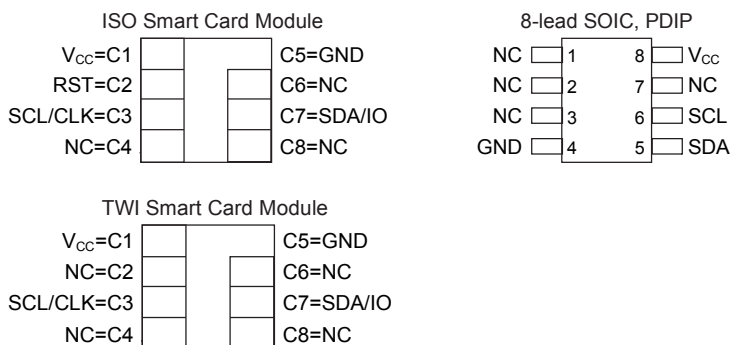 ISO Smart Card Module
VCC=C1 C5=GND
RST=C2 C6=NC
SCL/CLK=C3 C7=SDA/IO
NC=C4 C8=NC
8-lead SOIC, PDIP
NC 1 8 VCC
NC 2 7 NC
NC 3 6 SCL
GND 4 5 SDA
TWI Smart Card Module
VCC=C1 C5=GND
NC=C2 C6=NC
SCL/CLK=C3 C7=SDA/IO
NC=C4 C8=NC